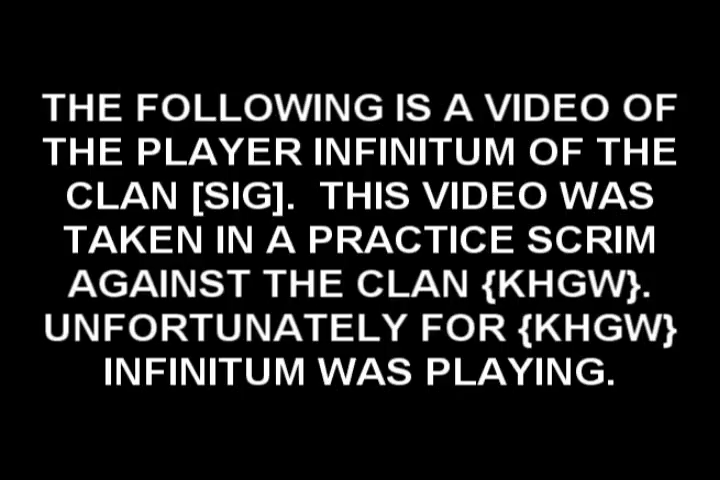 THE FOLLOWING IS A VIDEO OF
THE PLAYER INFINITUM OF THE
CLAN [SIG].  THIS VIDEO WAS
TAKEN IN A PRACTICE SCRIM
AGAINST THE CLAN {KHGW}.
UNFORTUNATELY FOR {KHGW}
INFINITUM WAS PLAYING.